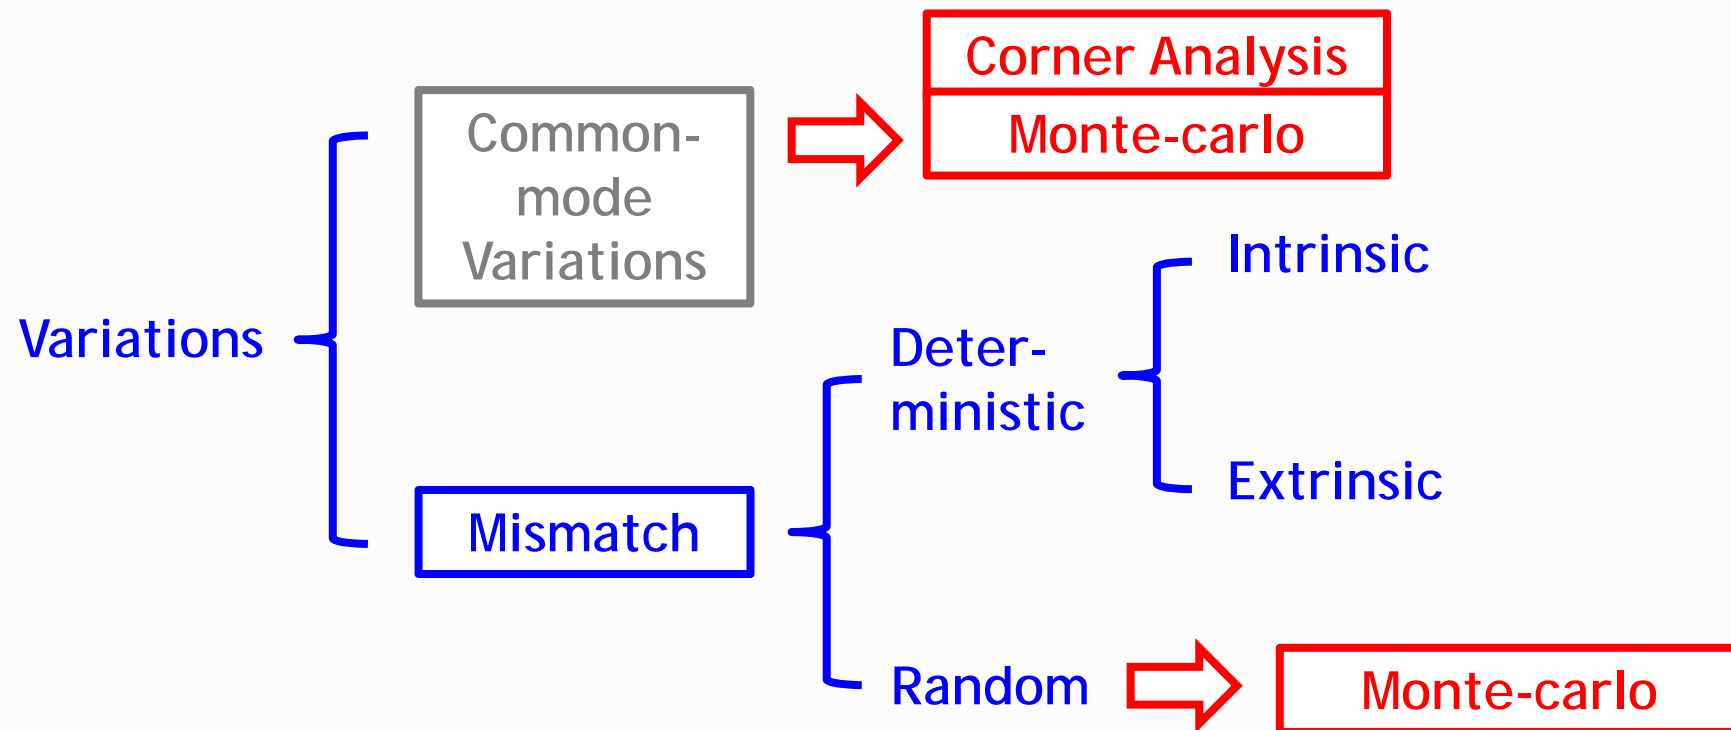 Corner Analysis
Monte-carlo
Common-
mode
Variations
Intrinsic
Variations
Deter-
ministic
Extrinsic
Mismatch
Random
Monte-carlo